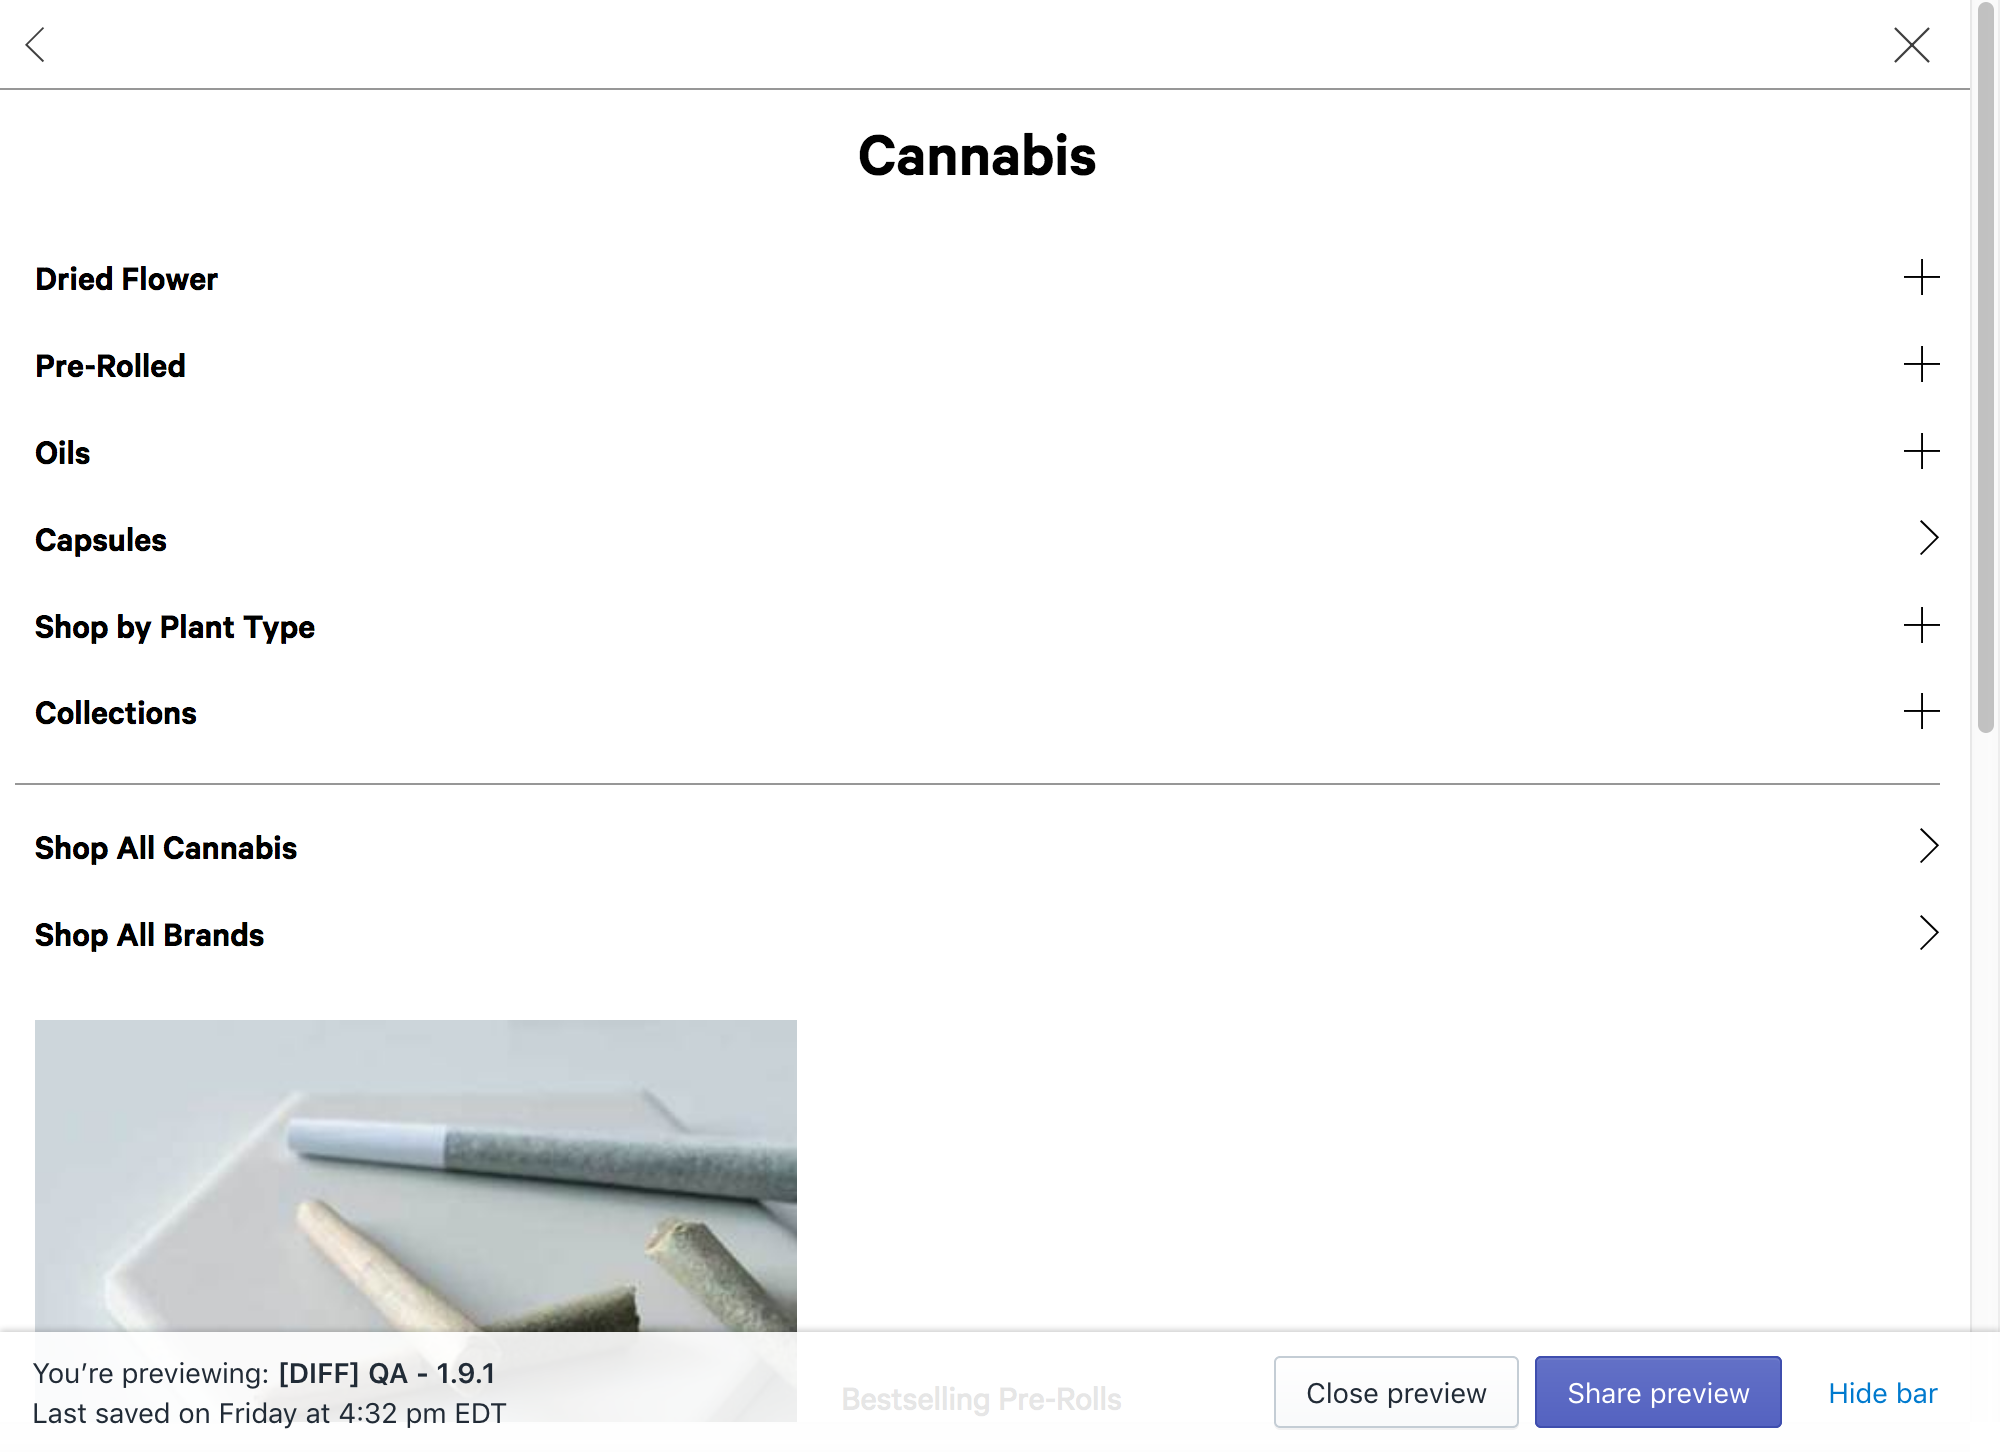 Cannabis
Dried Flower
Pre-Rolled
Oils
Capsules
Shop by Plant Type
Collections
Shop All Cannabis
Shop All Brands
Bestselling Pre-Rolls
You’re previewing: [DIFF] QA - 1.9.1
Last saved on Friday at 4:32 pm EDT
Close preview
Share preview
Hide bar